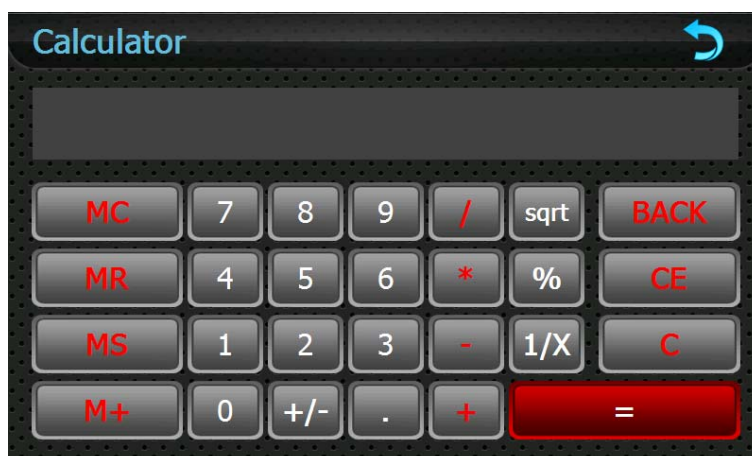 Calculator
MC 7 8 9 / sqrt BACK
MR 4 5 6 * % CE
MS 1 2 3 - 1/X C
M+ 0 +/- . + =